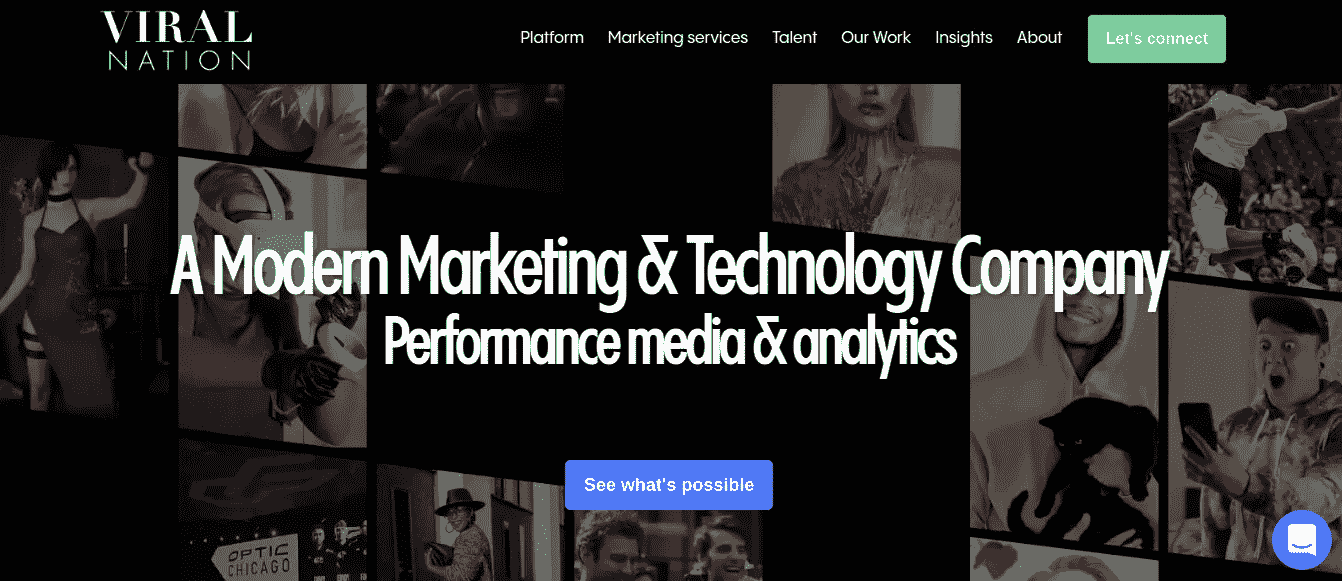 VIRAL
NATION
Platform Marketing services Talent Our Work Insights About Let's connect
A Modern Marketing & Technology Company
Performance media & analytics
See what's possible
OPTIC
CHICAGO